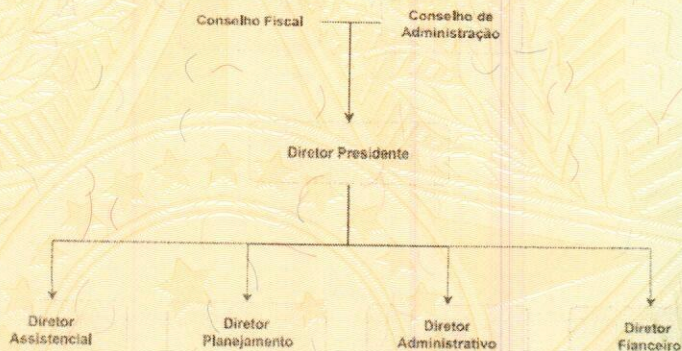 Conselho Fiscal
Conselho de
Administração
Diretor Presidente
Diretor
Assistencial
Diretor
Planejamento
Diretor
Administrativo
Diretor
Fianceiro